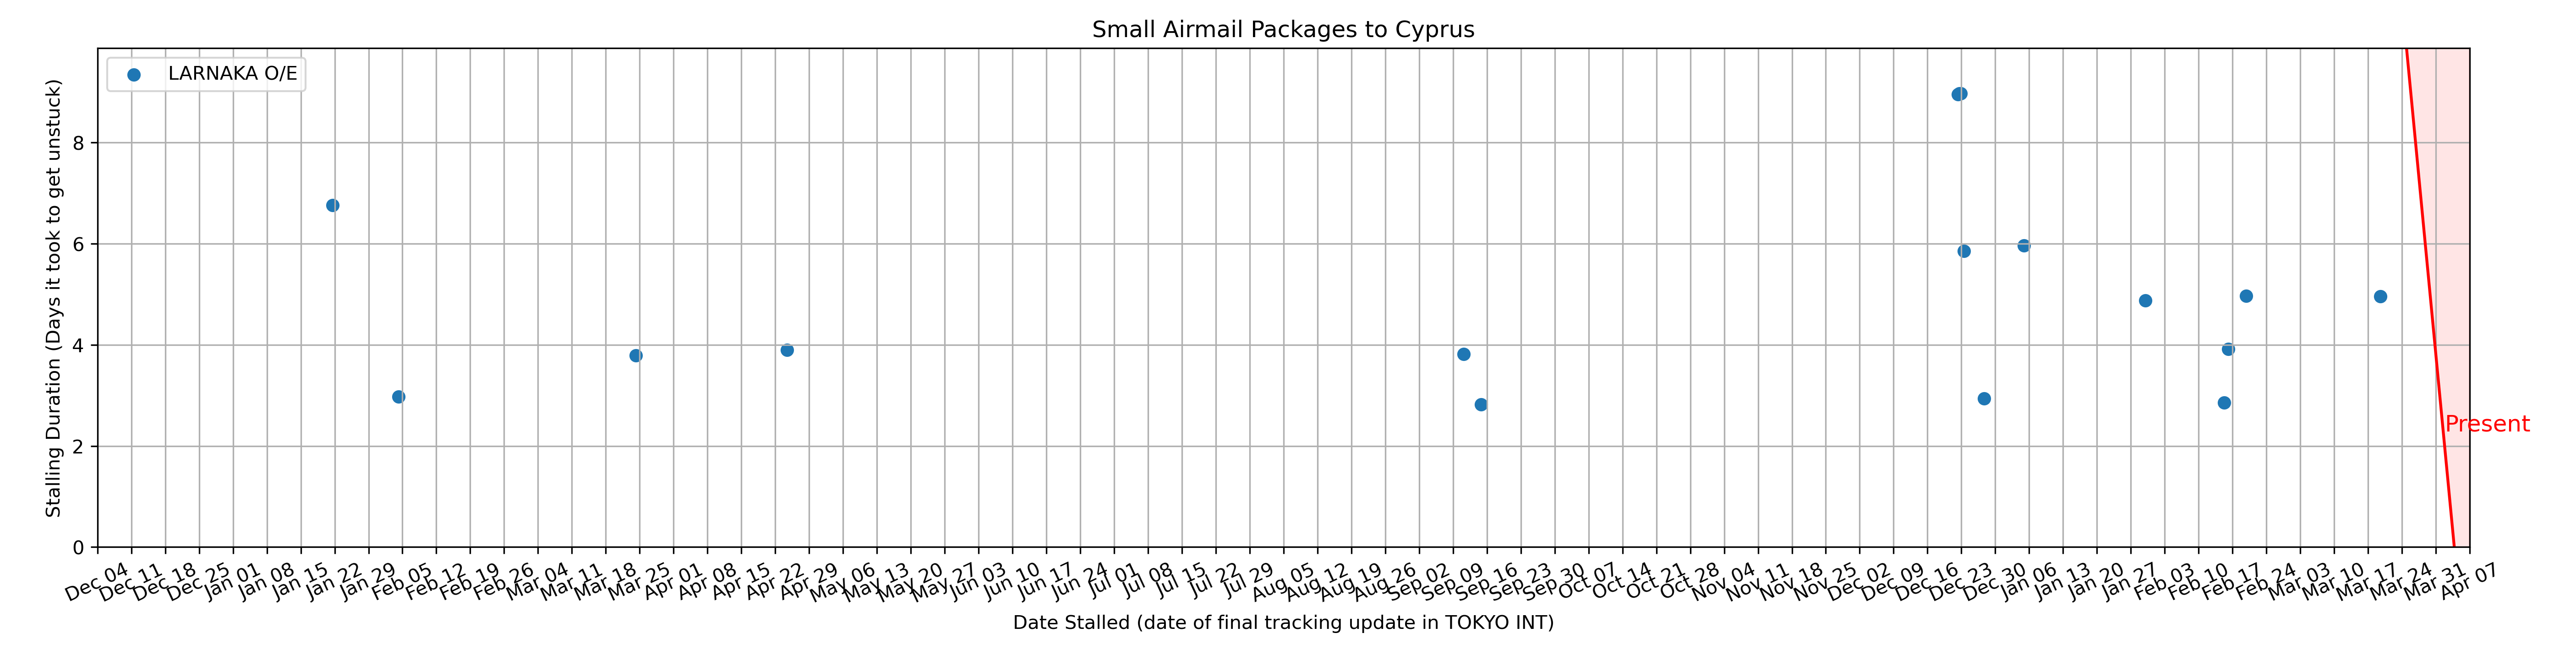 Small Airmail Packages to Cyprus
LARNAKA O/E
Stalling Duration (Days it took to get unstuck)
8
6
4
2
0
Present
Dec 04
Dec 11
Dec 18
Dec 25
Jan 01
Jan 08
Jan 15
Jan 22
Jan 29
Feb 05
Feb 12
Feb 19
Feb 26
Mar 04
Mar 11
Mar 18
Mar 25
Apr 01
Apr 08
Apr 15
Apr 22
Apr 29
May 06
May 13
May 20
May 27
Jun 03
Jun 10
Jun 17
Jun 24
Jul 01
Jul 08
Jul 15
Jul 22
Jul 29
Aug 05
Aug 12
Aug 19
Aug 26
Sep 02
Sep 09
Sep 16
Sep 23
Sep 30
Oct 07
Oct 14
Oct 21
Oct 28
Nov 04
Nov 11
Nov 18
Nov 25
Dec 02
Dec 09
Dec 16
Dec 23
Dec 30
Jan 06
Jan 13
Jan 20
Jan 27
Feb 03
Feb 10
Feb 17
Feb 24
Mar 03
Mar 10
Mar 17
Mar 24
Mar 31
Apr 07
Date Stalled (date of final tracking update in TOKYO INT)